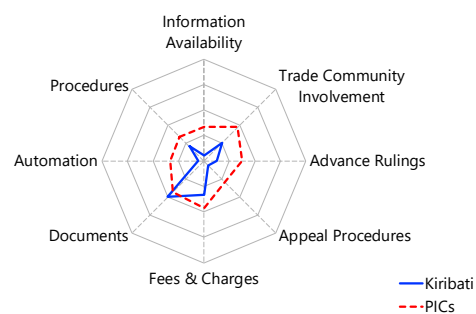 Information
Availability
Trade Community
Involvement
Procedures
Automation
Advance Rulings
Documents
Appeal Procedures
Fees & Charges
Kiribati
PICs